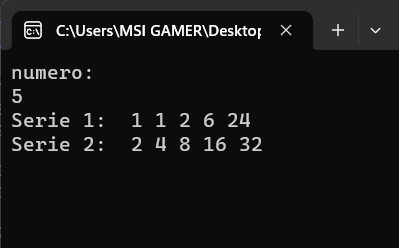 C:\Users\MSI GAMER\Desktop
numero:
5
Serie 1:  1 1 2 6 24
Serie 2:  2 4 8 16 32